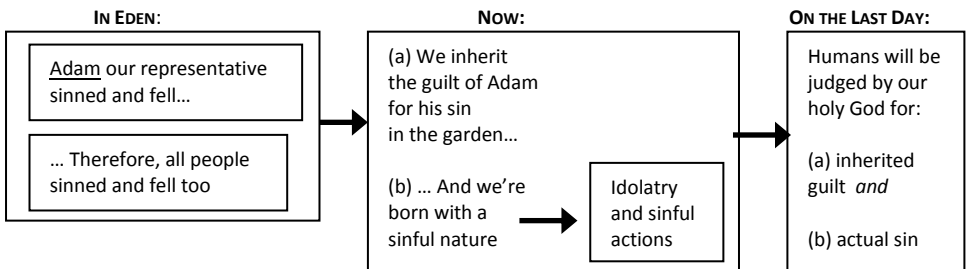 IN EDEN:
Adam our representative
sinned and fell…
… Therefore, all people
sinned and fell too
NOW:
(a) We inherit
the guilt of Adam
for his sin
in the garden…
(b) … And we're
born with a
sinful nature
Idolatry
and sinful
actions
ON THE LAST DAY:
Humans will be
judged by our
holy God for:
(a) inherited
guilt and
(b) actual sin